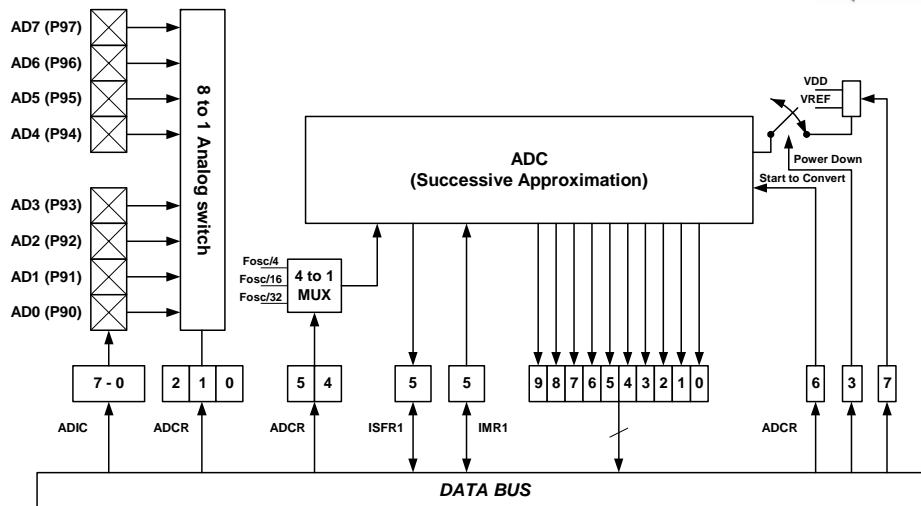 AD7 (P97)
AD6 (P96)
AD5 (P95)
AD4 (P94)
AD3 (P93)
AD2 (P92)
AD1 (P91)
AD0 (P90)
8 to 1 Analog switch
ADC
(Successive Approximation)
VDD
VREF
Power Down
Start to Convert
Fosc/4
Fosc/16
Fosc/32
4 to 1
MUX
7 - 0
2 1 0
5 4
5
5
9 8 7 6 5 4 3 2 1 0
6
3
7
ADIC
ADCR
ADCR
ISFR1
IMR1
ADCR
DATA BUS